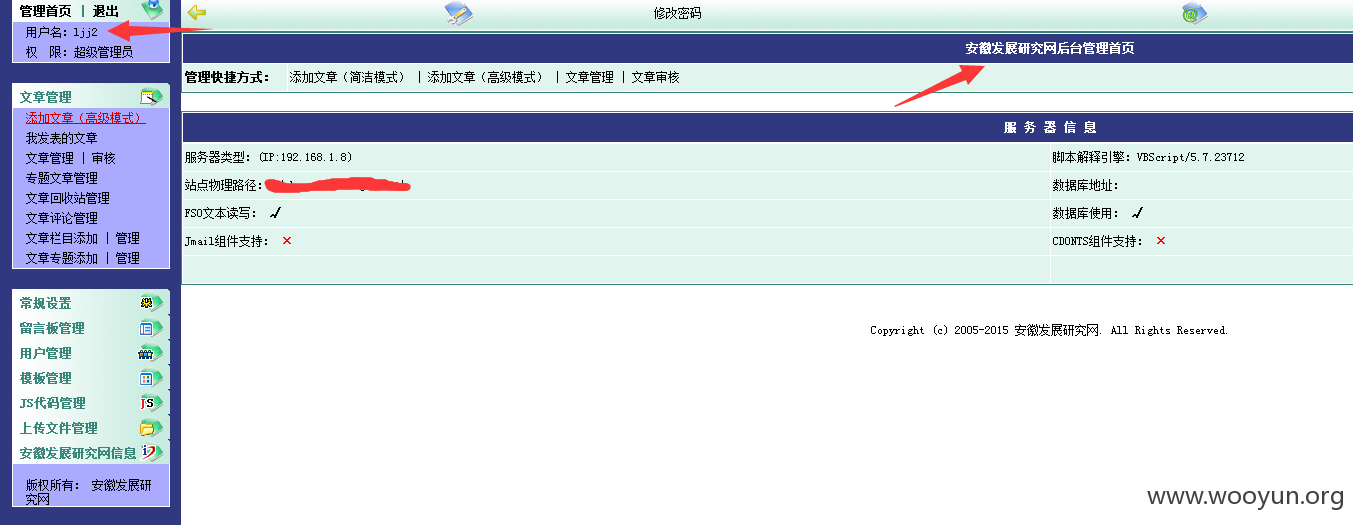 管理首页 | 退出
用户名：ljj2
权 限：超级管理员
文章管理
添加文章（高级模式）
我发表的文章
文章管理 | 审核
专题文章管理
文章回收站管理
文章评论管理
文章栏目添加 | 管理
文章专题添加 | 管理
常规设置
留言板管理
用户管理
模板管理
JS代码管理
上传文件管理
安徽发展研究网信息
版权所有： 安徽发展研
究网
修改密码
安徽发展研究网后台管理首页
管理快捷方式： 添加文章（简洁模式） | 添加文章（高级模式） | 文章管理 | 文章审核
服 务 器 信 息
服务器类型：(IP:192.168.1.8) 脚本解释引擎：VBScript/5.7.23712
站点物理路径： 数据库地址：
FSO文本读写： √ 数据库使用： √
Jmail组件支持： × CDONTS组件支持： ×
Copyright (c) 2005-2015 安徽发展研究网. All Rights Reserved.
www.wooyun.org